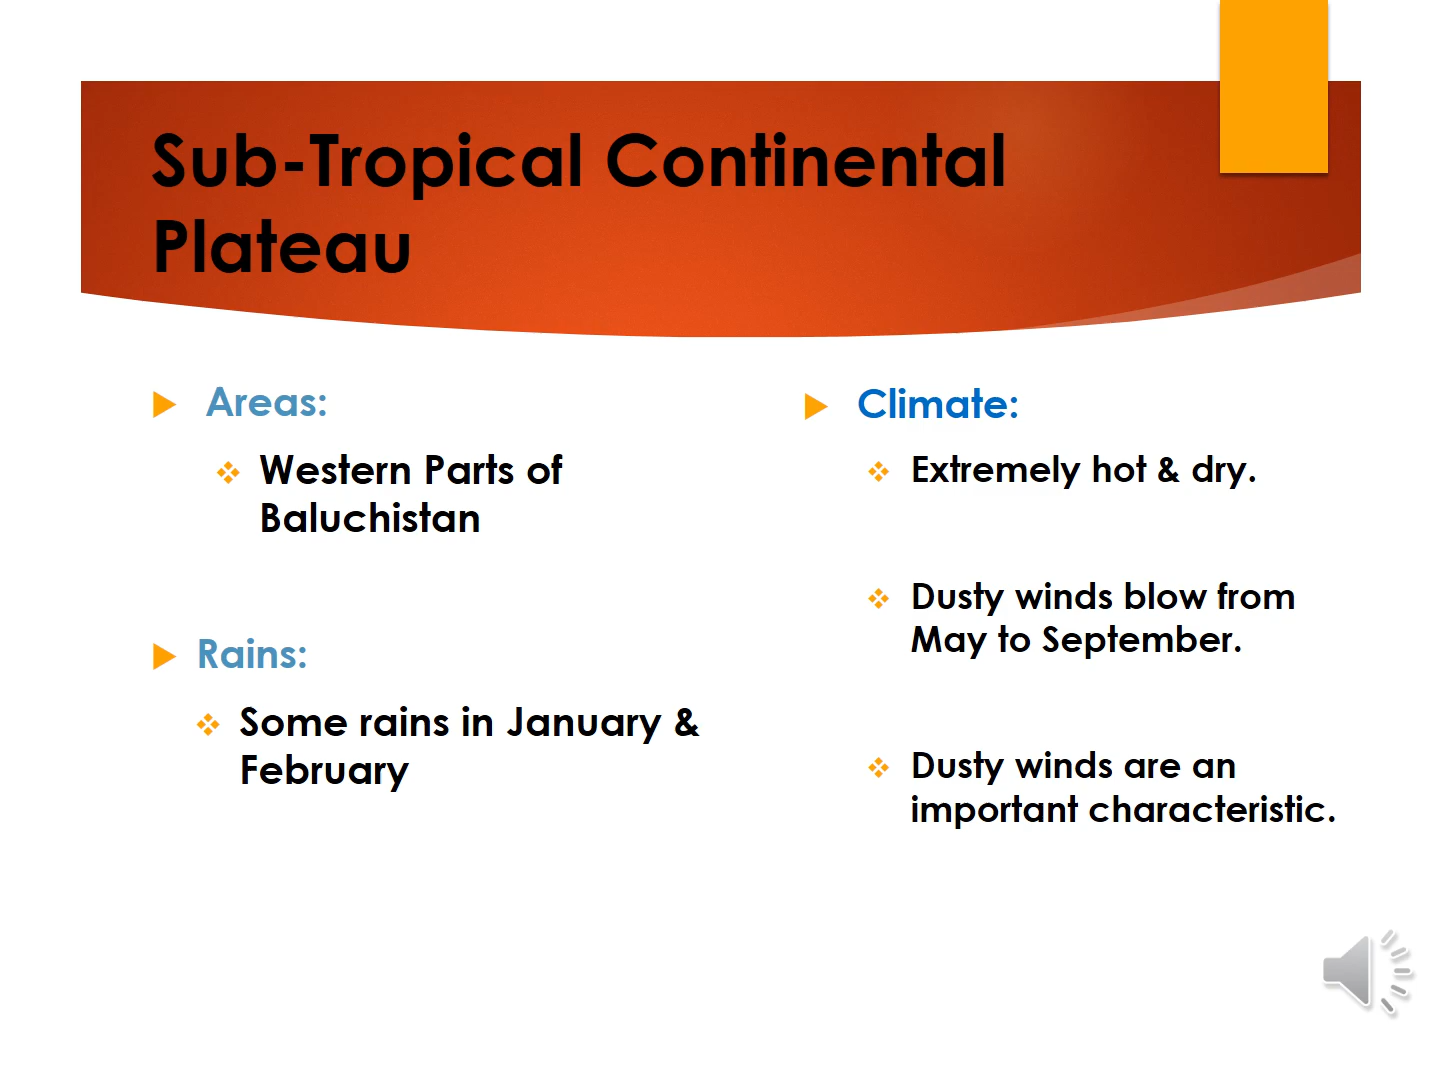 Sub-Tropical Continental
Plateau
Areas:
Western Parts of
Baluchistan
Rains:
Some rains in January &
February
Climate:
Extremely hot & dry.
Dusty winds blow from
May to September.
Dusty winds are an
important characteristic.